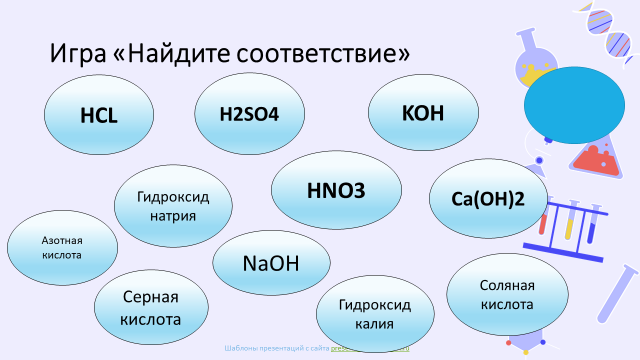 Игра «Найдите соответствие»
HCL
H2SO4
KOH
Гидроксид
натрия
HNO3
Ca(OH)2
Азотная
кислота
NaOH
Серная
кислота
Гидроксид
калия
Соляная
кислота
Шаблоны презентаций с сайта